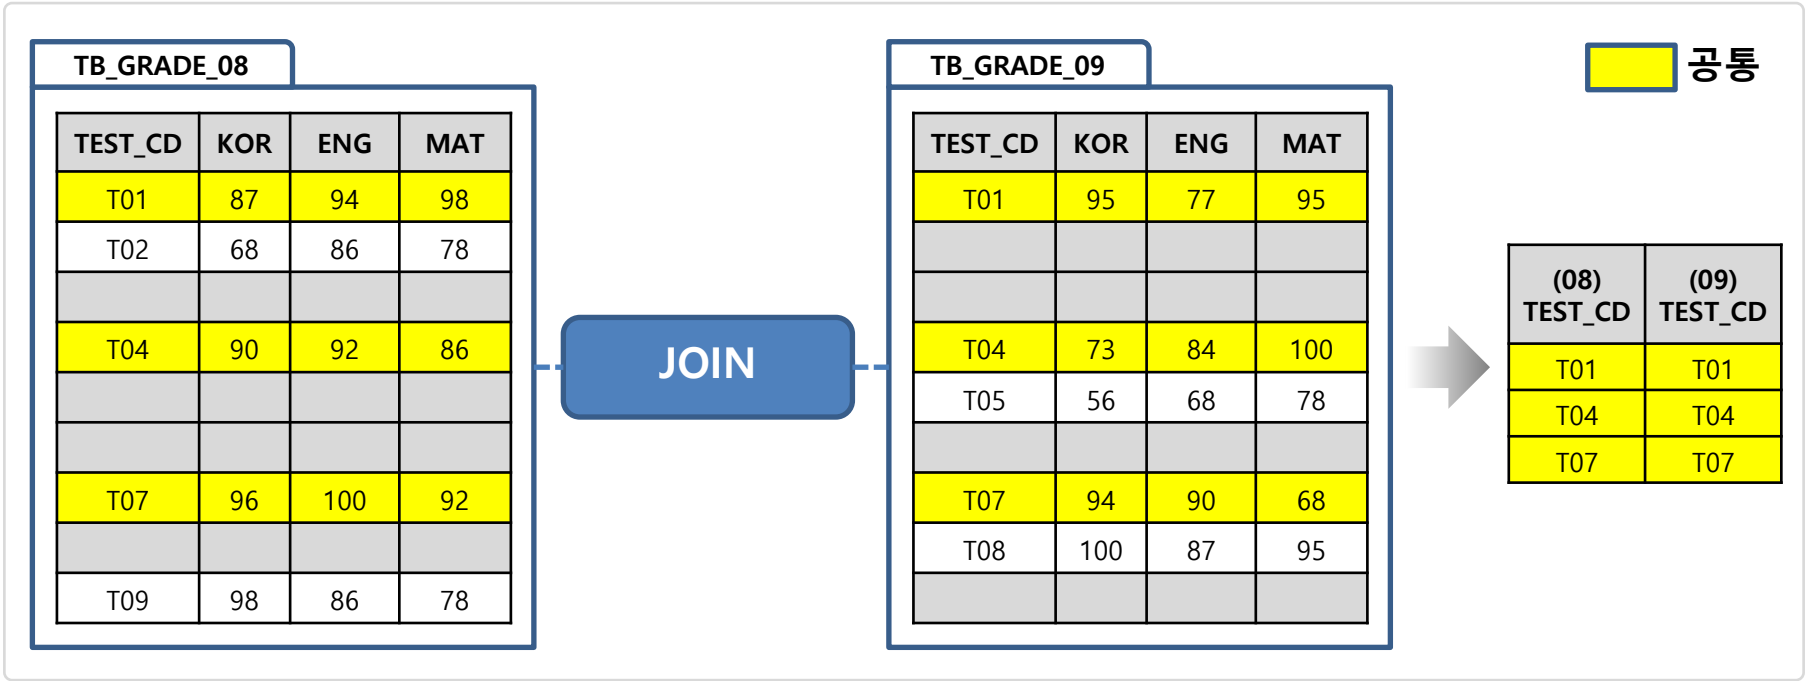 TB_GRADE_08
TEST_CD KOR ENG MAT
T01 87 94 98
T02 68 86 78
T04 90 92 86
T07 96 100 92
T09 98 86 78
JOIN
TB_GRADE_09
TEST_CD KOR ENG MAT
T01 95 77 95
T04 73 84 100
T05 56 68 78
T07 94 90 68
T08 100 87 95
공통
(08) (09)
TEST_CD TEST_CD
T01 T01
T04 T04
T07 T07